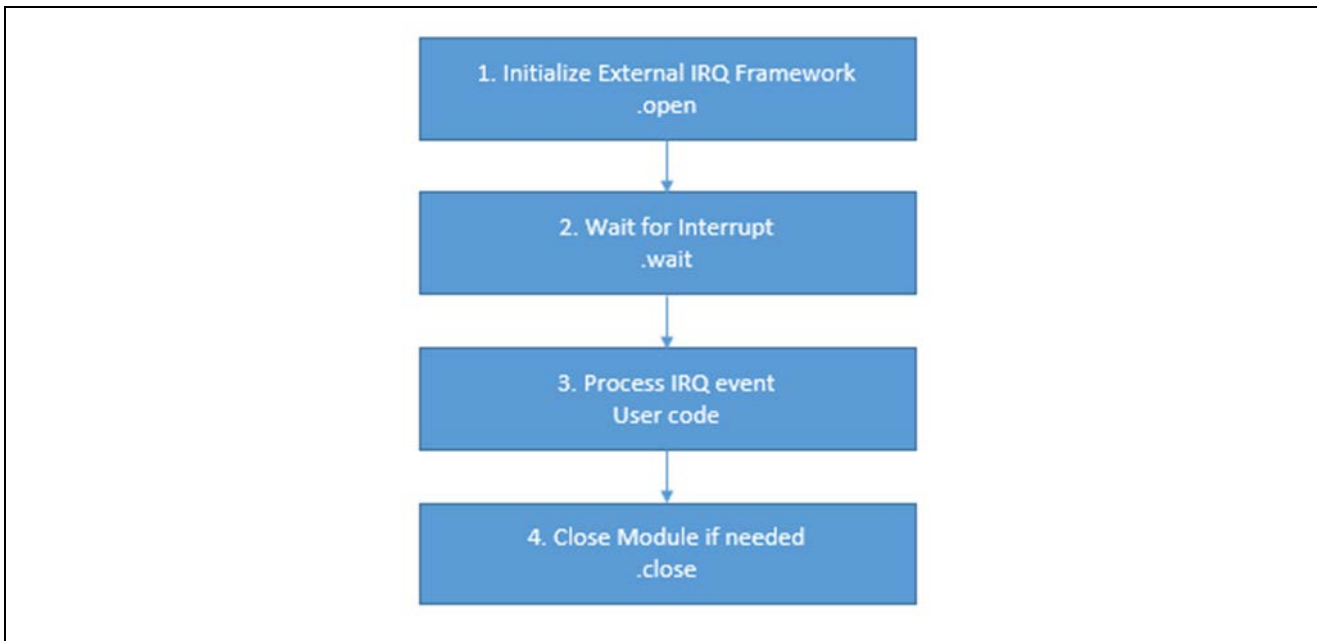 1. Initialize External IRQ Framework
.open
2. Wait for Interrupt
.wait
3. Process IRQ event
User code
4. Close Module if needed
.close